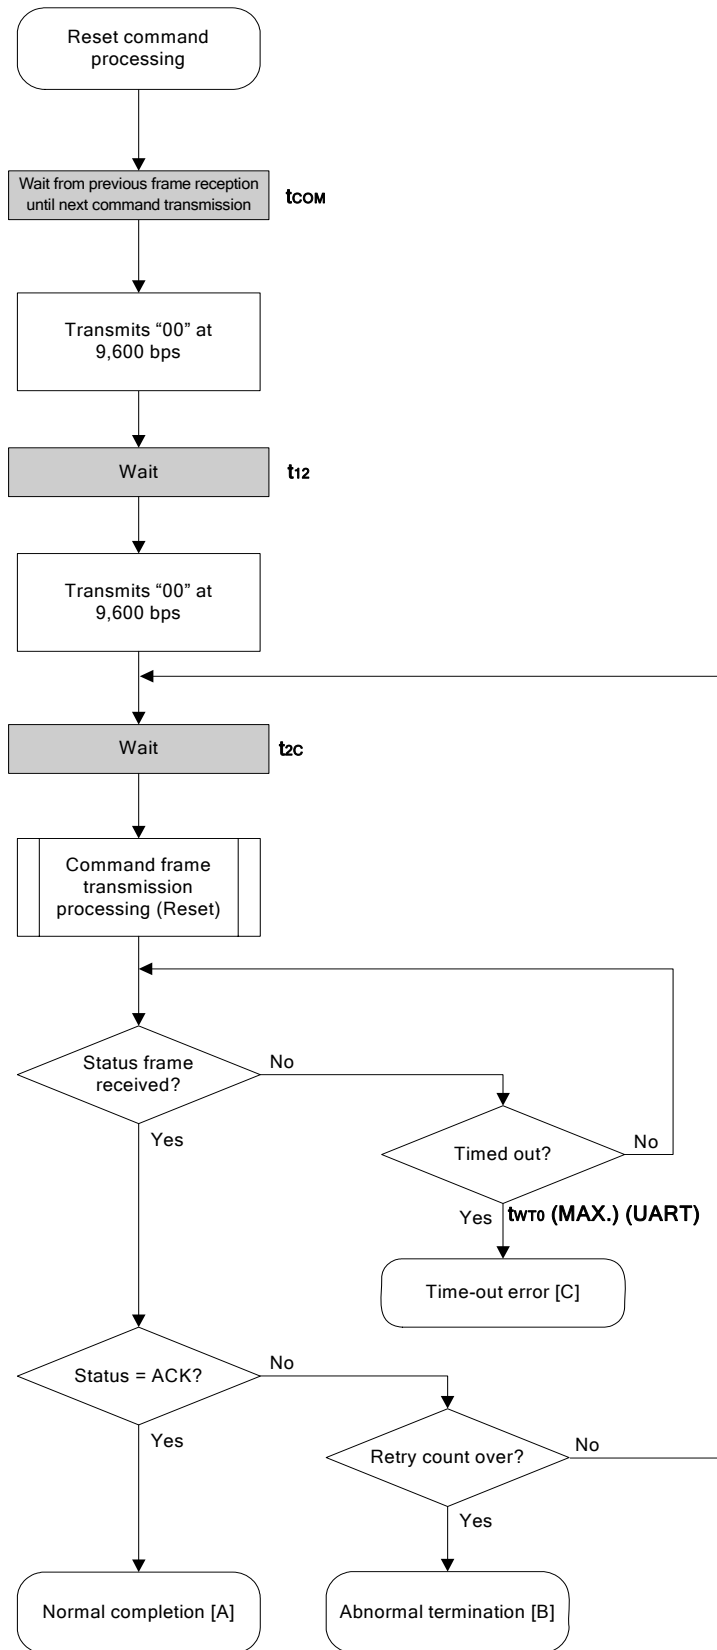 Reset command
processing
Wait from previous frame reception
until next command transmission
tCOM
Transmits “00” at
9,600 bps
Wait
t12
Transmits “00” at
9,600 bps
Wait
t2C
Command frame
transmission
processing (Reset)
Status frame
received?
No
Yes
Timed out?
No
Yes
tWT0 (MAX.) (UART)
Time-out error [C]
Status = ACK?
No
Yes
Retry count over?
No
Yes
Normal completion [A]
Abnormal termination [B]